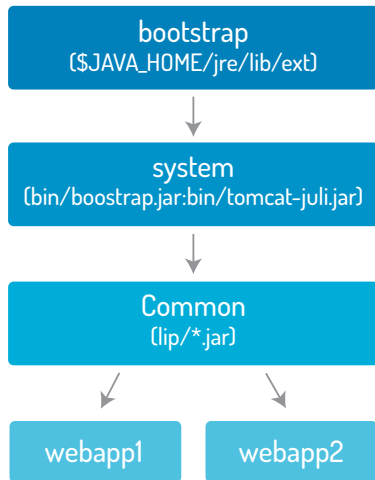 bootstrap
($JAVA_HOME/jre/lib/ext)
system
(bin/boostrap.jar:bin/tomcat-juli.jar)
Common
(lip/*.jar)
webapp1
webapp2